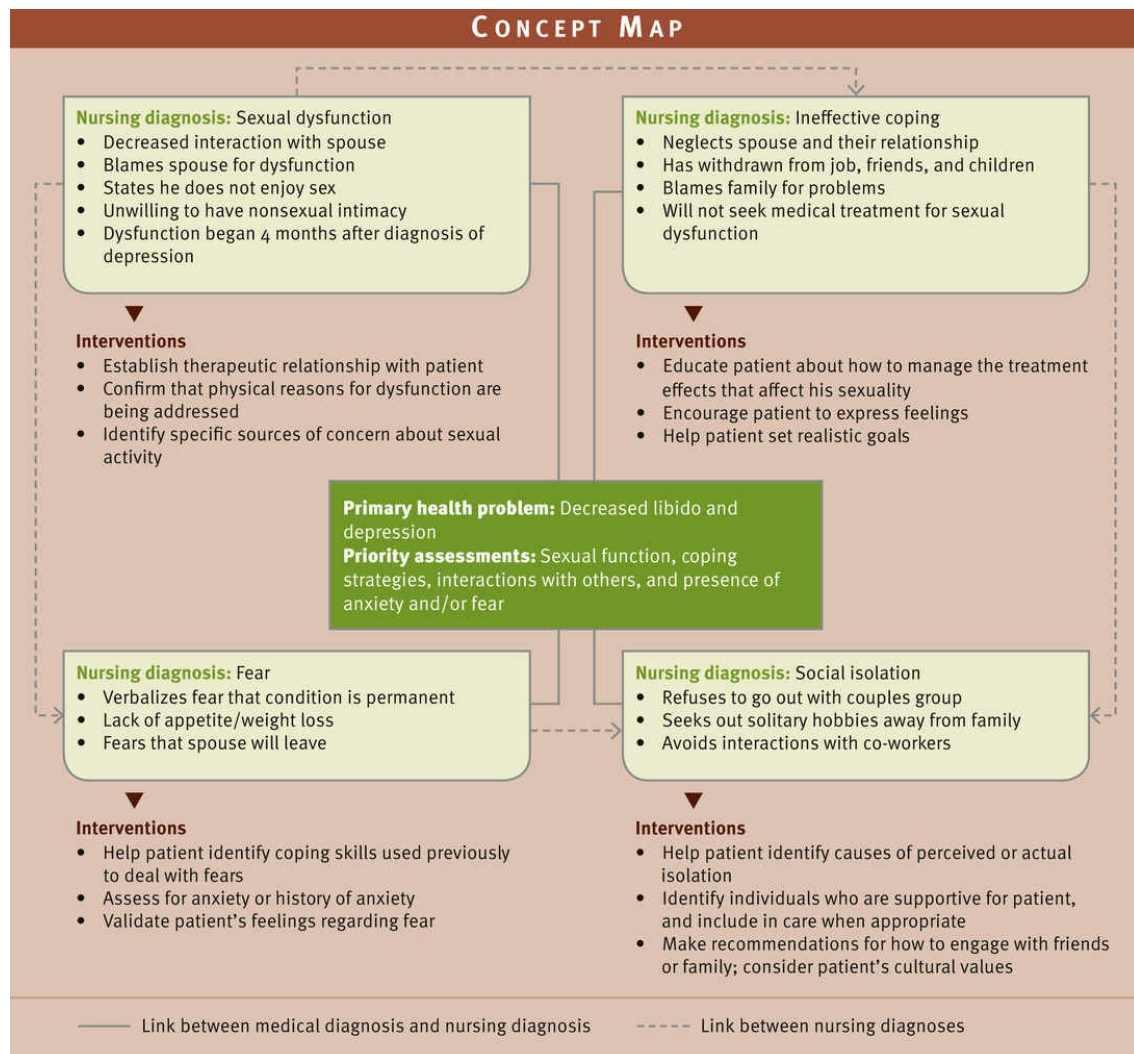 CONCEPT MAP
Nursing diagnosis: Sexual dysfunction
• Decreased interaction with spouse
• Blames spouse for dysfunction
• States he does not enjoy sex
• Unwilling to have nonsexual intimacy
• Dysfunction began 4 months after diagnosis of
depression
Interventions
• Establish therapeutic relationship with patient
• Confirm that physical reasons for dysfunction are
being addressed
• Identify specific sources of concern about sexual
activity
Nursing diagnosis: Ineffective coping
• Neglects spouse and their relationship
• Has withdrawn from job, friends, and children
• Blames family for problems
• Will not seek medical treatment for sexual
dysfunction
Interventions
• Educate patient about how to manage the treatment
effects that affect his sexuality
• Encourage patient to express feelings
• Help patient set realistic goals
Primary health problem: Decreased libido and
depression
Priority assessments: Sexual function, coping
strategies, interactions with others, and presence of
anxiety and/or fear
Nursing diagnosis: Fear
• Verbalizes fear that condition is permanent
• Lack of appetite/weight loss
• Fears that spouse will leave
Interventions
• Help patient identify coping skills used previously
to deal with fears
• Assess for anxiety or history of anxiety
• Validate patient’s feelings regarding fear
Nursing diagnosis: Social isolation
• Refuses to go out with couples group
• Seeks out solitary hobbies away from family
• Avoids interactions with co-workers
Interventions
• Help patient identify causes of perceived or actual
isolation
• Identify individuals who are supportive for patient,
and include in care when appropriate
• Make recommendations for how to engage with friends
or family; consider patient’s cultural values
Link between medical diagnosis and nursing diagnosis
Link between nursing diagnoses